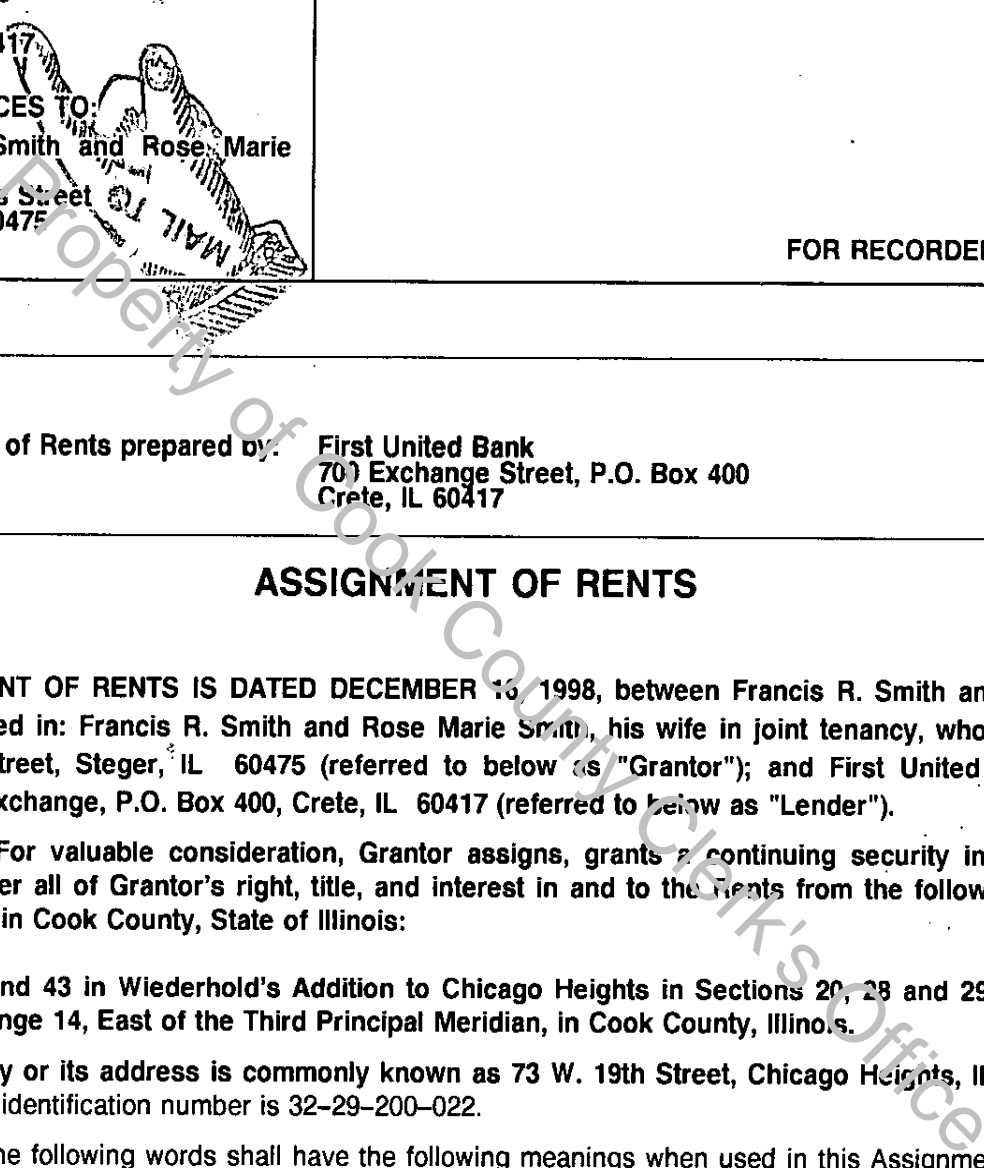 417
CES TO:
Smith and Rose Marie
Street
0475
MAIL TO
FOR RECORDER
of Rents prepared by: First United Bank
700 Exchange Street, P.O. Box 400
Crete, IL 60417
ASSIGNMENT OF RENTS
NT OF RENTS IS DATED DECEMBER 1998, between Francis R. Smith an
ed in: Francis R. Smith and Rose Marie Smith, his wife in joint tenancy, who
treet, Steger, IL 60475 (referred to below as "Grantor"); and First United
xchange, P.O. Box 400, Crete, IL 60417 (referred to below as "Lender").
For valuable consideration, Grantor assigns, grants a continuing security in
er all of Grantor's right, title, and interest in and to the Rents from the follow
in Cook County, State of Illinois:
nd 43 in Wiederhold's Addition to Chicago Heights in Sections 20, 28 and 29
nge 14, East of the Third Principal Meridian, in Cook County, Illinois.
y or its address is commonly known as 73 W. 19th Street, Chicago Heights, Il
identification number is 32-29-200-022.
he following words shall have the following meanings when used in this Assignme
Property of Cook County Clerk's Office